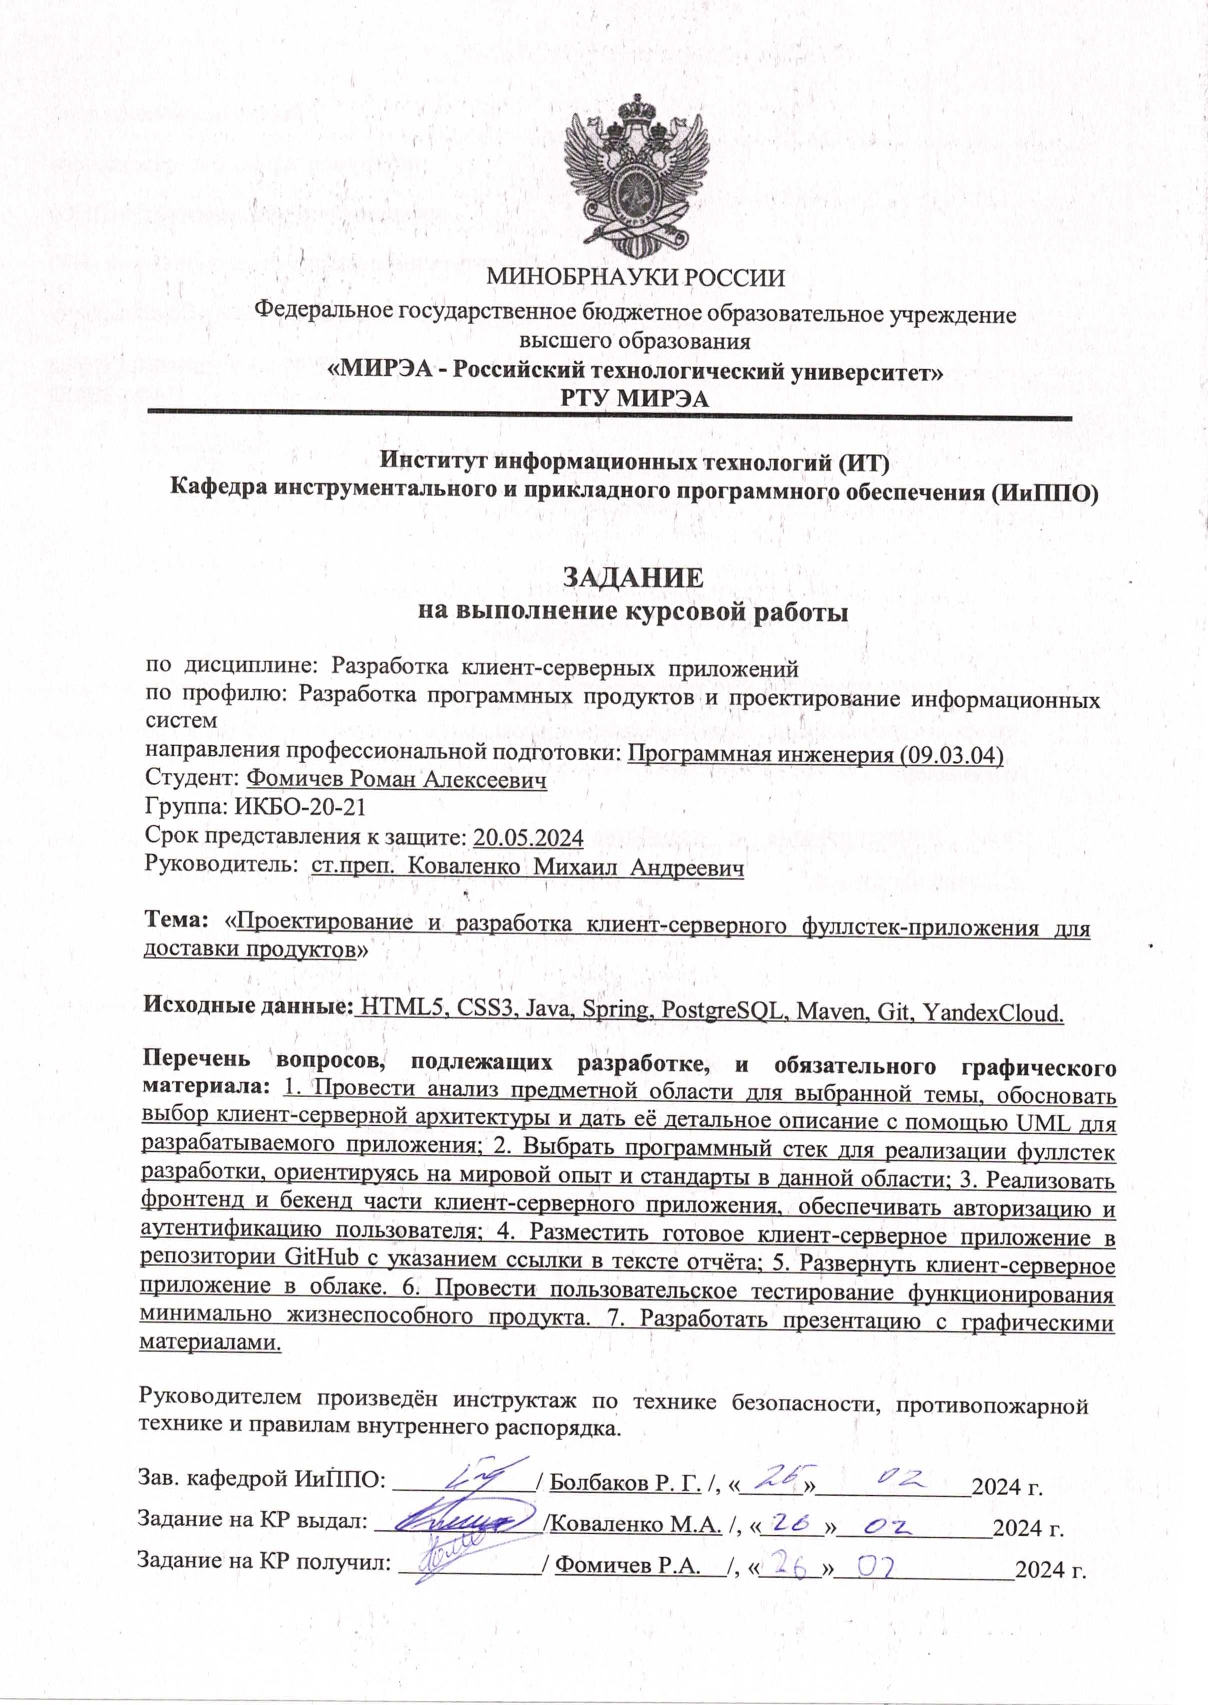 МИРЭА
МИНОБРНАУКИ РОССИИ
Федеральное государственное бюджетное образовательное учреждение
высшего образования
«МИРЭА - Российский технологический университет»
РТУ МИРЭА
Институт информационных технологий (ИТ)
Кафедра инструментального и прикладного программного обеспечения (ИиППО)
ЗАДАНИЕ
на выполнение курсовой работы
по дисциплине: Разработка клиент-серверных приложений
по профилю: Разработка программных продуктов и проектирование информационных
систем
направления профессиональной подготовки: Программная инженерия (09.03.04)
Студент: Фомичев Роман Алексеевич
Группа: ИКБО-20-21
Срок представления к защите: 20.05.2024
Руководитель: ст.преп. Коваленко Михаил Андреевич
Тема: «Проектирование и разработка клиент-серверного фуллстек-приложения для
доставки продуктов»
Исходные данные: HTML5, CSS3, Java, Spring, PostgreSQL, Maven, Git, YandexCloud.
Перечень вопросов, подлежащих разработке, и обязательного графического
материала: 1. Провести анализ предметной области для выбранной темы, обосновать
выбор клиент-серверной архитектуры и дать её детальное описание с помощью UML для
разрабатываемого приложения; 2. Выбрать программный стек для реализации фуллстек
разработки, ориентируясь на мировой опыт и стандарты в данной области; 3. Реализовать
фронтенд и бекенд части клиент-серверного приложения, обеспечивать авторизацию и
аутентификацию пользователя; 4. Разместить готовое клиент-серверное приложение в
репозитории GitHub с указанием ссылки в тексте отчёта; 5. Развернуть клиент-серверное
приложение в облаке. 6. Провести пользовательское тестирование функционирования
минимально жизнеспособного продукта. 7. Разработать презентацию с графическими
материалами.
Руководителем произведён инструктаж по технике безопасности, противопожарной
технике и правилам внутреннего распорядка.
Зав. кафедрой ИиППО: ____________/ Болбаков Р. Г. /, «26» 02 2024 г.
Задание на КР выдал: ____________/Коваленко М.А. /, «26» 02 2024 г.
Задание на КР получил: ____________/ Фомичев Р.А. /, «26» 02 2024 г.